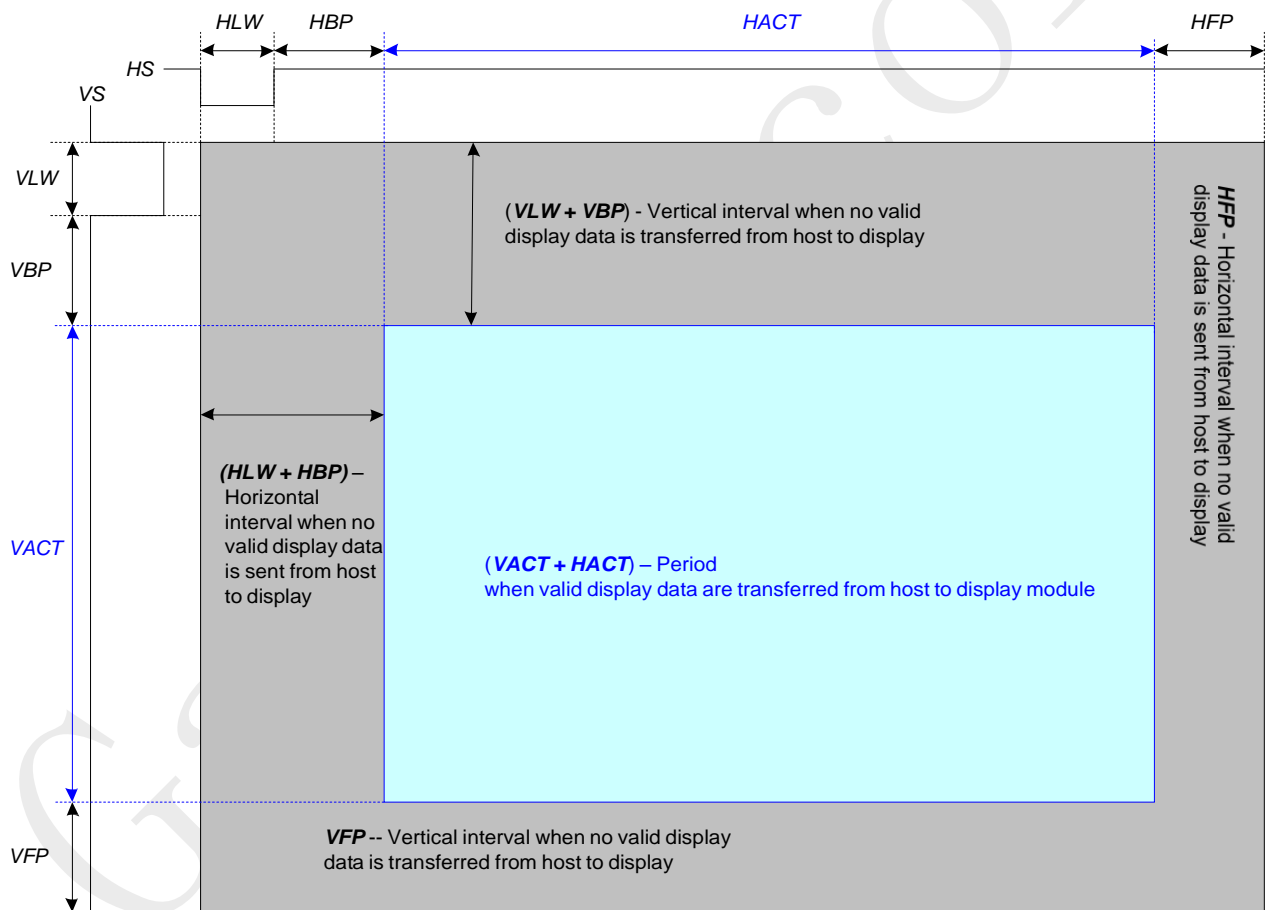 HLW HBP HACT HFP
HS
VS
VLW
(VLW + VBP) - Vertical interval when no valid
display data is transferred from host to display
HFP - Horizontal interval when no valid
display data is sent from host to display
VBP
(HLW + HBP) –
Horizontal
interval when no
valid display data
is sent from host
to display
VACT
(VACT + HACT) – Period
when valid display data are transferred from host to display module
VFP -- Vertical interval when no valid display
data is transferred from host to display
VFP